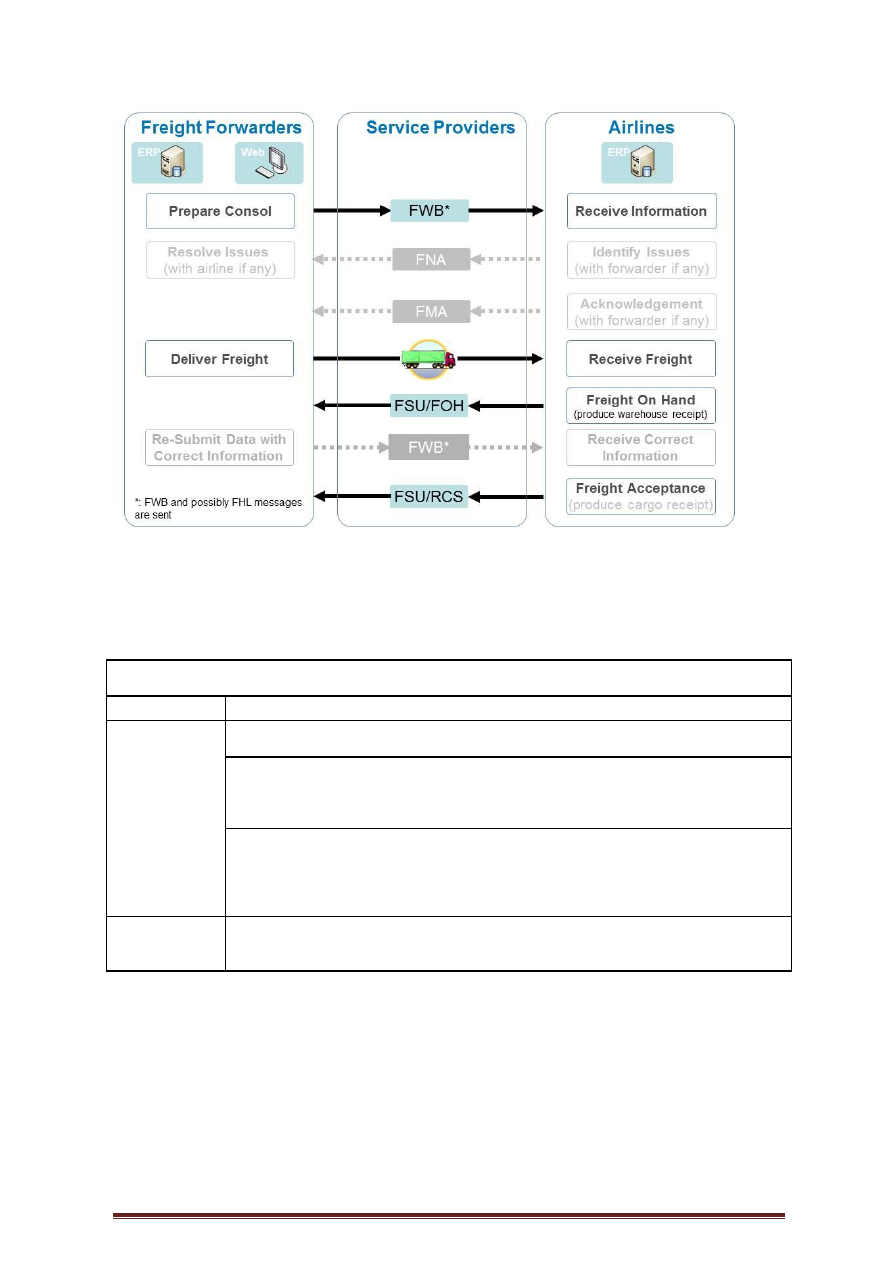 Freight Forwarders
Service Providers
Airlines
ERP
Web
ERP
Prepare Consol
FWB*
Receive Information
Resolve Issues
(with airline if any)
FNA
Identify Issues
(with forwarder if any)
FMA
Acknowledgement
(with forwarder if any)
Deliver Freight
Receive Freight
FSU/FOH
Freight On Hand
(produce warehouse receipt)
Re-Submit Data with
Correct Information
FWB*
Receive Correct
Information
FSU/RCS
Freight Acceptance
(produce cargo receipt)
*: FWB and possibly FHL messages
are sent